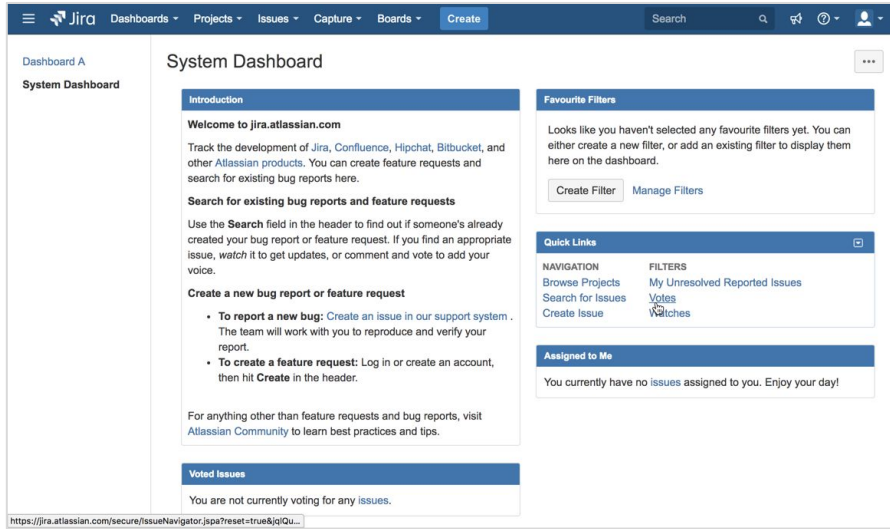 Jira Dashboards Projects Issues Capture Boards Create Search
Dashboard A
System Dashboard
System Dashboard
Introduction
Welcome to jira.atlassian.com
Track the development of Jira, Confluence, Hipchat, Bitbucket, and
other Atlassian products. You can create feature requests and
search for existing bug reports here.
Search for existing bug reports and feature requests
Use the Search field in the header to find out if someone's already
created your bug report or feature request. If you find an appropriate
issue, watch it to get updates, or comment and vote to add your
voice.
Create a new bug report or feature request
• To report a new bug: Create an issue in our support system .
The team will work with you to reproduce and verify your
report.
• To create a feature request: Log in or create an account,
then hit Create in the header.
For anything other than feature requests and bug reports, visit
Atlassian Community to learn best practices and tips.
Voted Issues
You are not currently voting for any issues.
Favourite Filters
Looks like you haven't selected any favourite filters yet. You can
either create a new filter, or add an existing filter to display them
here on the dashboard.
Create Filter Manage Filters
Quick Links
NAVIGATION FILTERS
Browse Projects My Unresolved Reported Issues
Search for Issues Votes
Create Issue Watches
Assigned to Me
You currently have no issues assigned to you. Enjoy your day!
https://jira.atlassian.com/secure/IssueNavigator.jspa?reset=true&jqlQu...